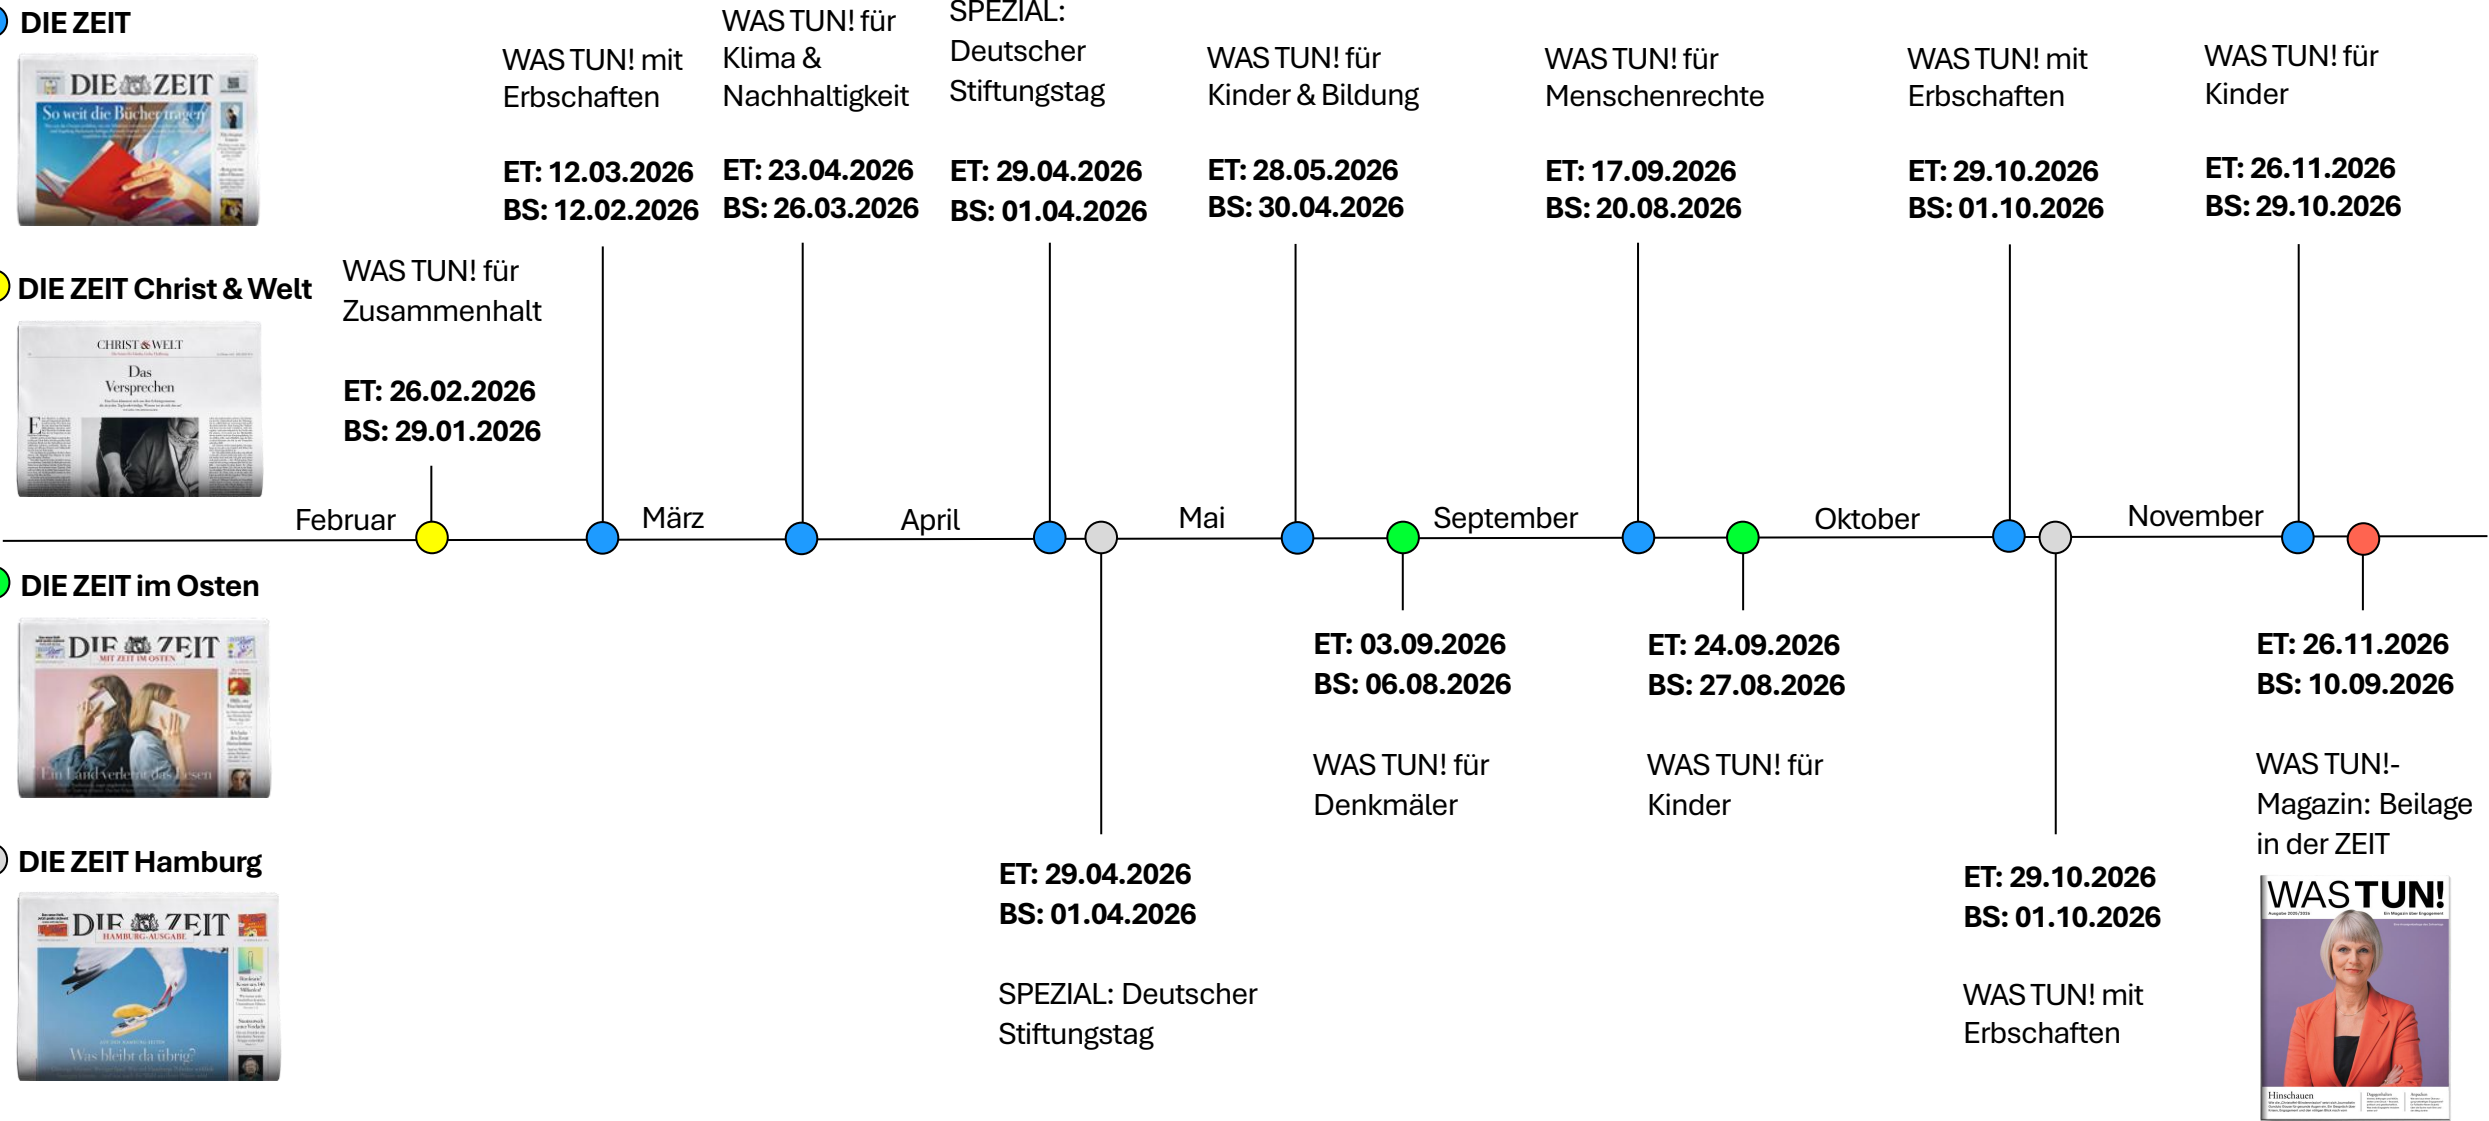 DIE ZEIT
DIE ZEIT
So weit die Bücher tragen
WAS TUN! mit
Erbschaften
ET: 12.03.2026
BS: 12.02.2026
WAS TUN! für
Klima &
Nachhaltigkeit
ET: 23.04.2026
BS: 26.03.2026
SPEZIAL:
Deutscher
Stiftungstag
ET: 29.04.2026
BS: 01.04.2026
WAS TUN! für
Kinder & Bildung
ET: 28.05.2026
BS: 30.04.2026
WAS TUN! für
Menschenrechte
ET: 17.09.2026
BS: 20.08.2026
WAS TUN! mit
Erbschaften
ET: 29.10.2026
BS: 01.10.2026
WAS TUN! für
Kinder
ET: 26.11.2026
BS: 29.10.2026
DIE ZEIT Christ & Welt
CHRIST & WELT
Das
Versprechen
WAS TUN! für
Zusammenhalt
ET: 26.02.2026
BS: 29.01.2026
Februar
März
April
Mai
September
Oktober
November
DIE ZEIT im Osten
DIE ZEIT
MIT ZEIT IM OSTEN
Ein Land verlernt das Lesen
ET: 03.09.2026
BS: 06.08.2026
WAS TUN! für
Denkmäler
ET: 24.09.2026
BS: 27.08.2026
WAS TUN! für
Kinder
ET: 26.11.2026
BS: 10.09.2026
WAS TUN!-
Magazin: Beilage
in der ZEIT
DIE ZEIT Hamburg
DIE ZEIT
HAMBURG-AUSGABE
Was bleibt da übrig?
ET: 29.04.2026
BS: 01.04.2026
SPEZIAL: Deutscher
Stiftungstag
ET: 29.10.2026
BS: 01.10.2026
WAS TUN! mit
Erbschaften
WAS TUN!
Ausgabe 2025/2026
Ein Magazin über Engagement
Hinschauen